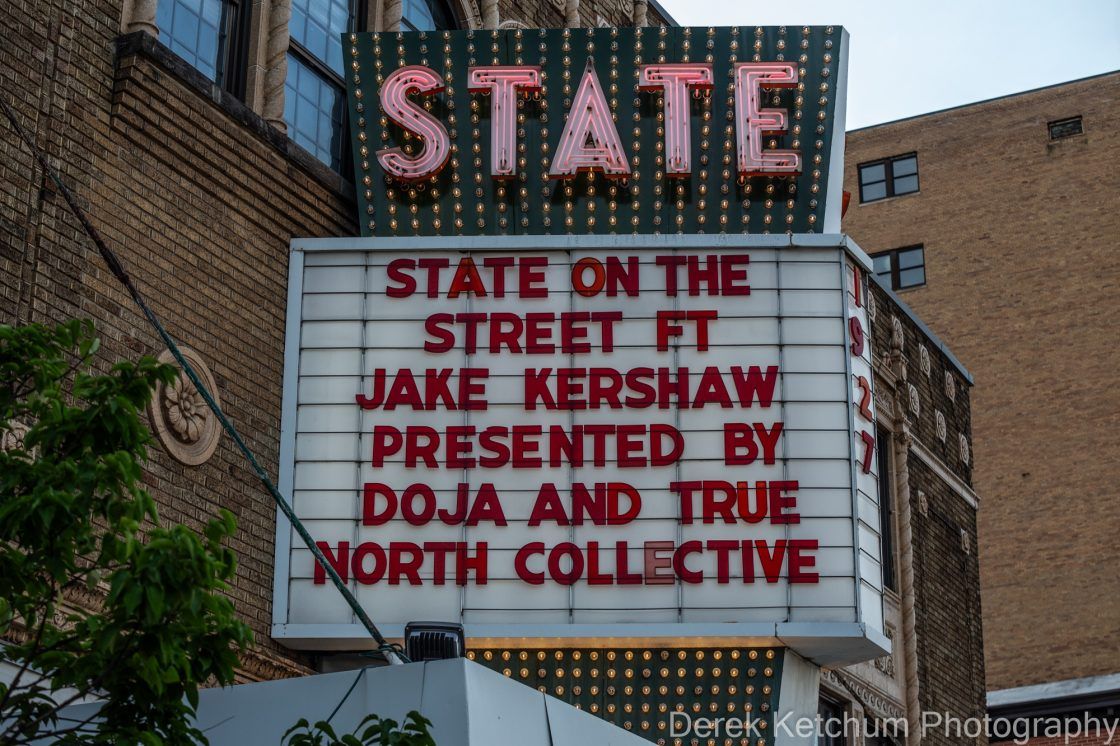 STATE
STATE ON THE
STREET FT
JAKE KERSHAW
PRESENTED BY
DOJA AND TRUE
NORTH COLLECTIVE
1927
Derek Ketchum Photography